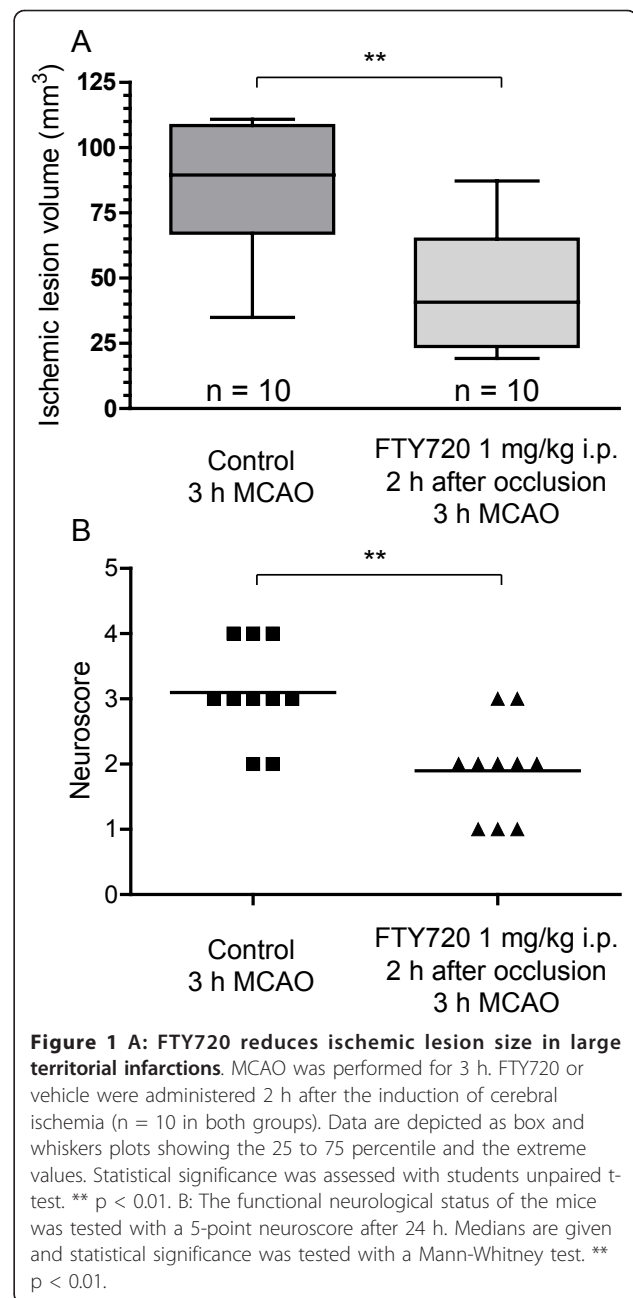 A
**
Ischemic lesion volume (mm³)
125
100
75
50
25
0
n = 10
n = 10
Control
3 h MCAO
FTY720 1 mg/kg i.p.
2 h after occlusion
3 h MCAO
B
**
Neuroscore
5
4
3
2
1
0
Control
3 h MCAO
FTY720 1 mg/kg i.p.
2 h after occlusion
3 h MCAO
Figure 1 A: FTY720 reduces ischemic lesion size in large
territorial infarctions. MCAO was performed for 3 h. FTY720 or
vehicle were administered 2 h after the induction of cerebral
ischemia (n = 10 in both groups). Data are depicted as box and
whiskers plots showing the 25 to 75 percentile and the extreme
values. Statistical significance was assessed with students unpaired t-
test. ** p < 0.01. B: The functional neurological status of the mice
was tested with a 5-point neuroscore after 24 h. Medians are given
and statistical significance was tested with a Mann-Whitney test. **
p < 0.01.